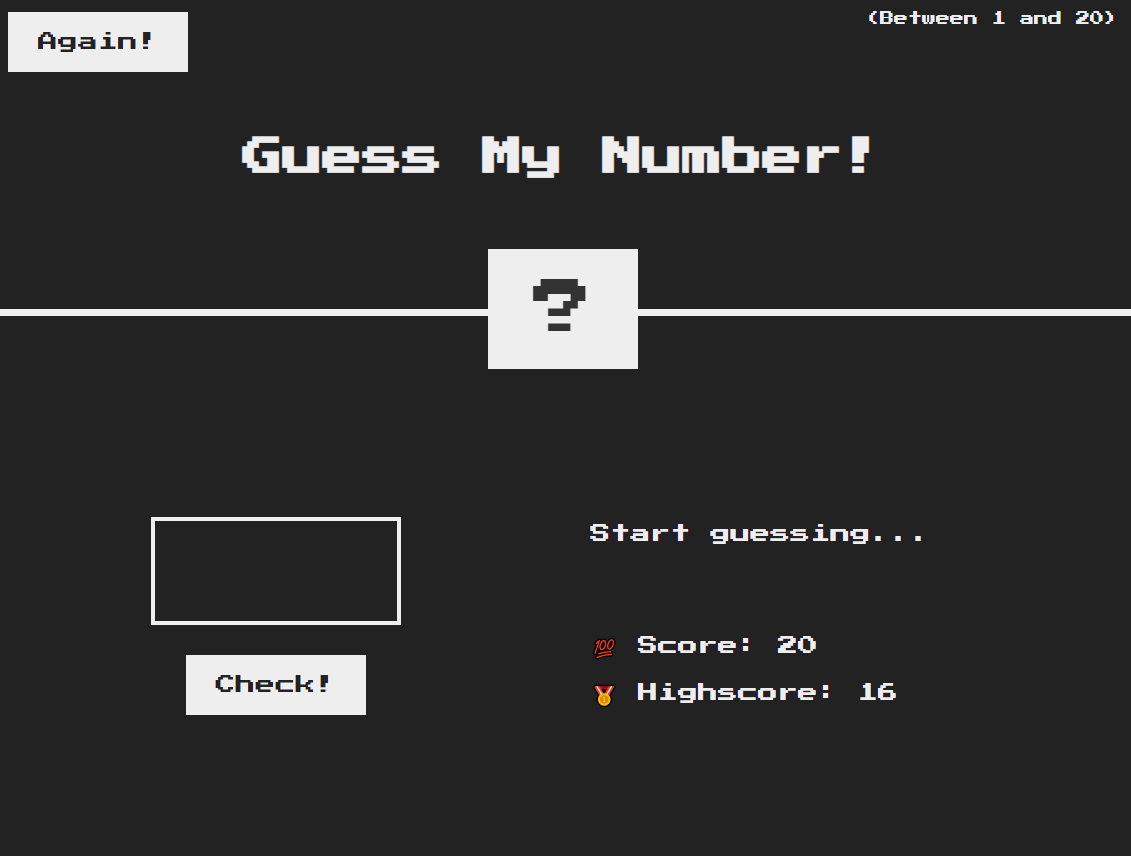 Again!
(Between 1 and 20)
Guess My Number!
?
Start guessing...
💯 Score: 20
Check!
🥇 Highscore: 16